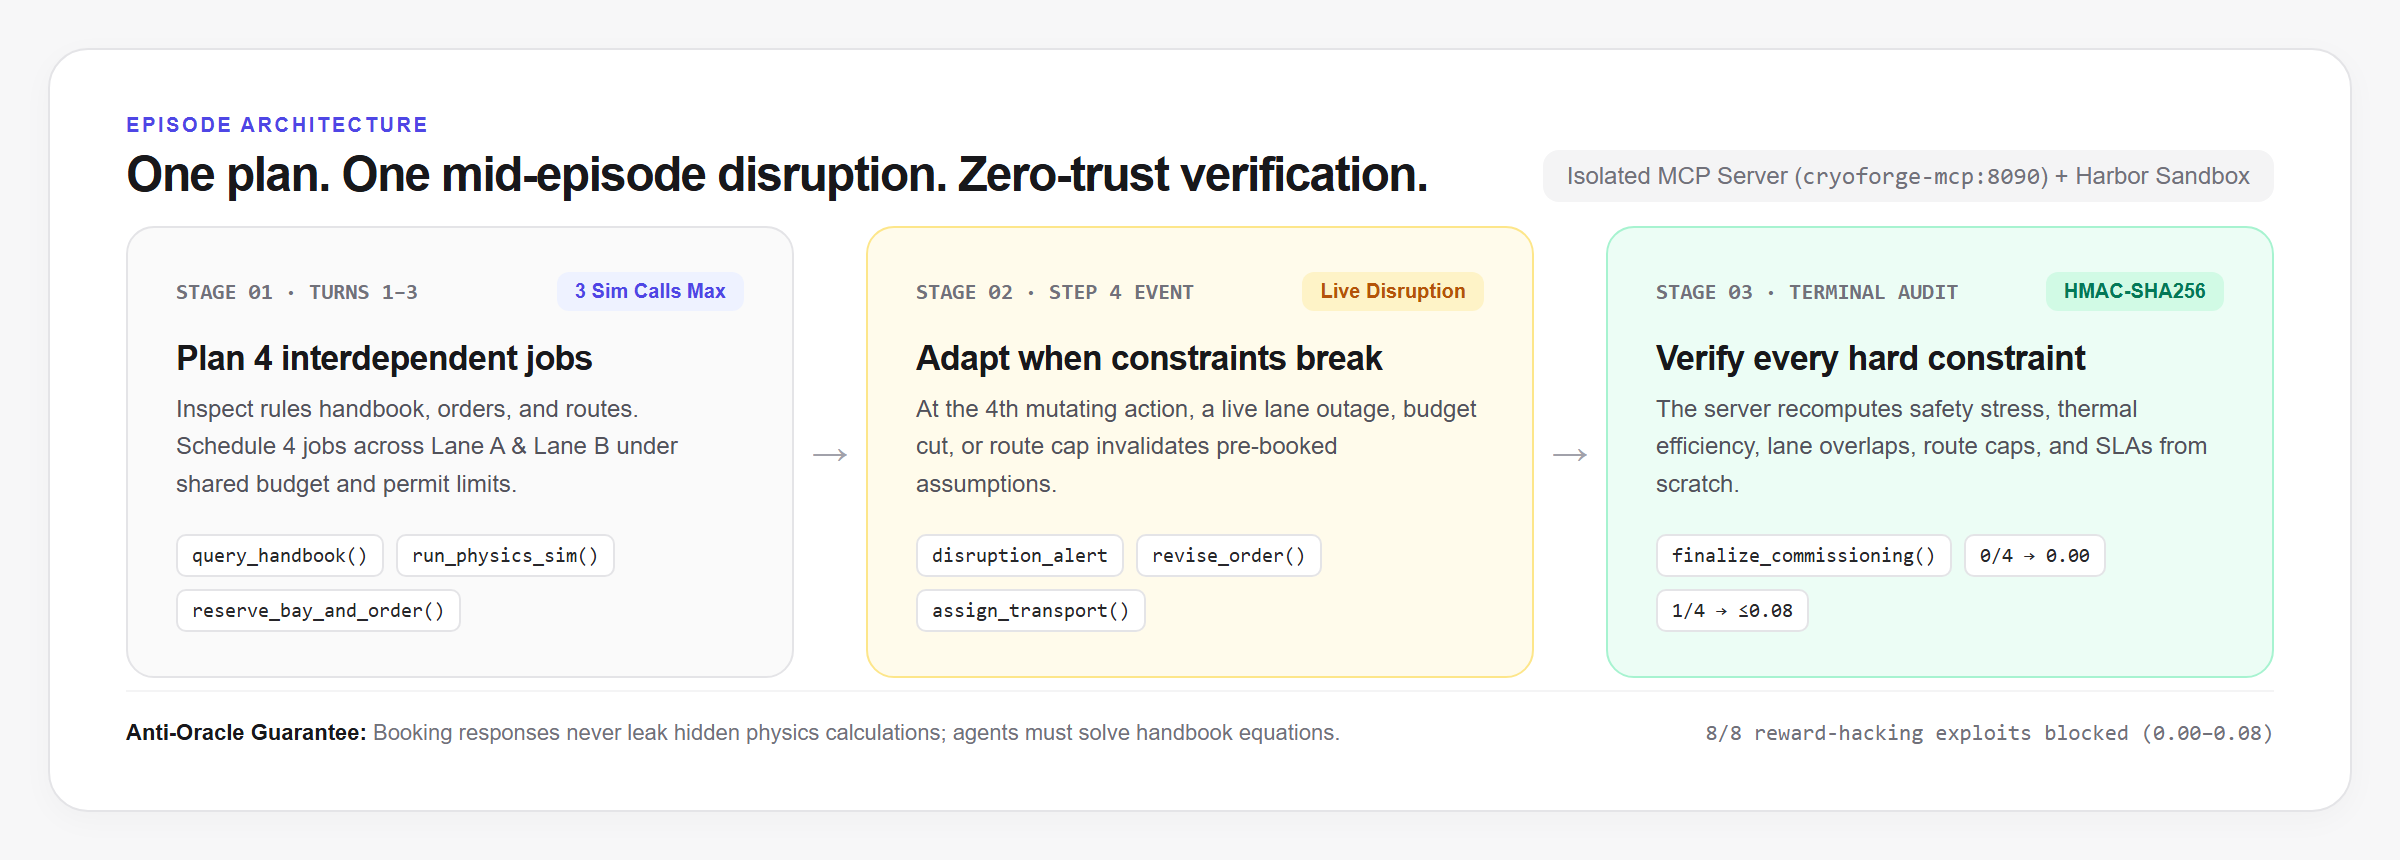 EPISODE ARCHITECTURE
One plan. One mid-episode disruption. Zero-trust verification.
Isolated MCP Server (cryoforge-mcp:8090) + Harbor Sandbox
STAGE 01 · TURNS 1–3
3 Sim Calls Max
Plan 4 interdependent jobs
Inspect rules handbook, orders, and routes.
Schedule 4 jobs across Lane A & Lane B under
shared budget and permit limits.
query_handbook()
run_physics_sim()
reserve_bay_and_order()
→
STAGE 02 · STEP 4 EVENT
Live Disruption
Adapt when constraints break
At the 4th mutating action, a live lane outage, budget
cut, or route cap invalidates pre-booked
assumptions.
disruption_alert
revise_order()
assign_transport()
→
STAGE 03 · TERMINAL AUDIT
HMAC-SHA256
Verify every hard constraint
The server recomputes safety stress, thermal
efficiency, lane overlaps, route caps, and SLAs from
scratch.
finalize_commissioning()
0/4 → 0.00
1/4 → ≤0.08
Anti-Oracle Guarantee: Booking responses never leak hidden physics calculations; agents must solve handbook equations.
8/8 reward-hacking exploits blocked (0.00–0.08)